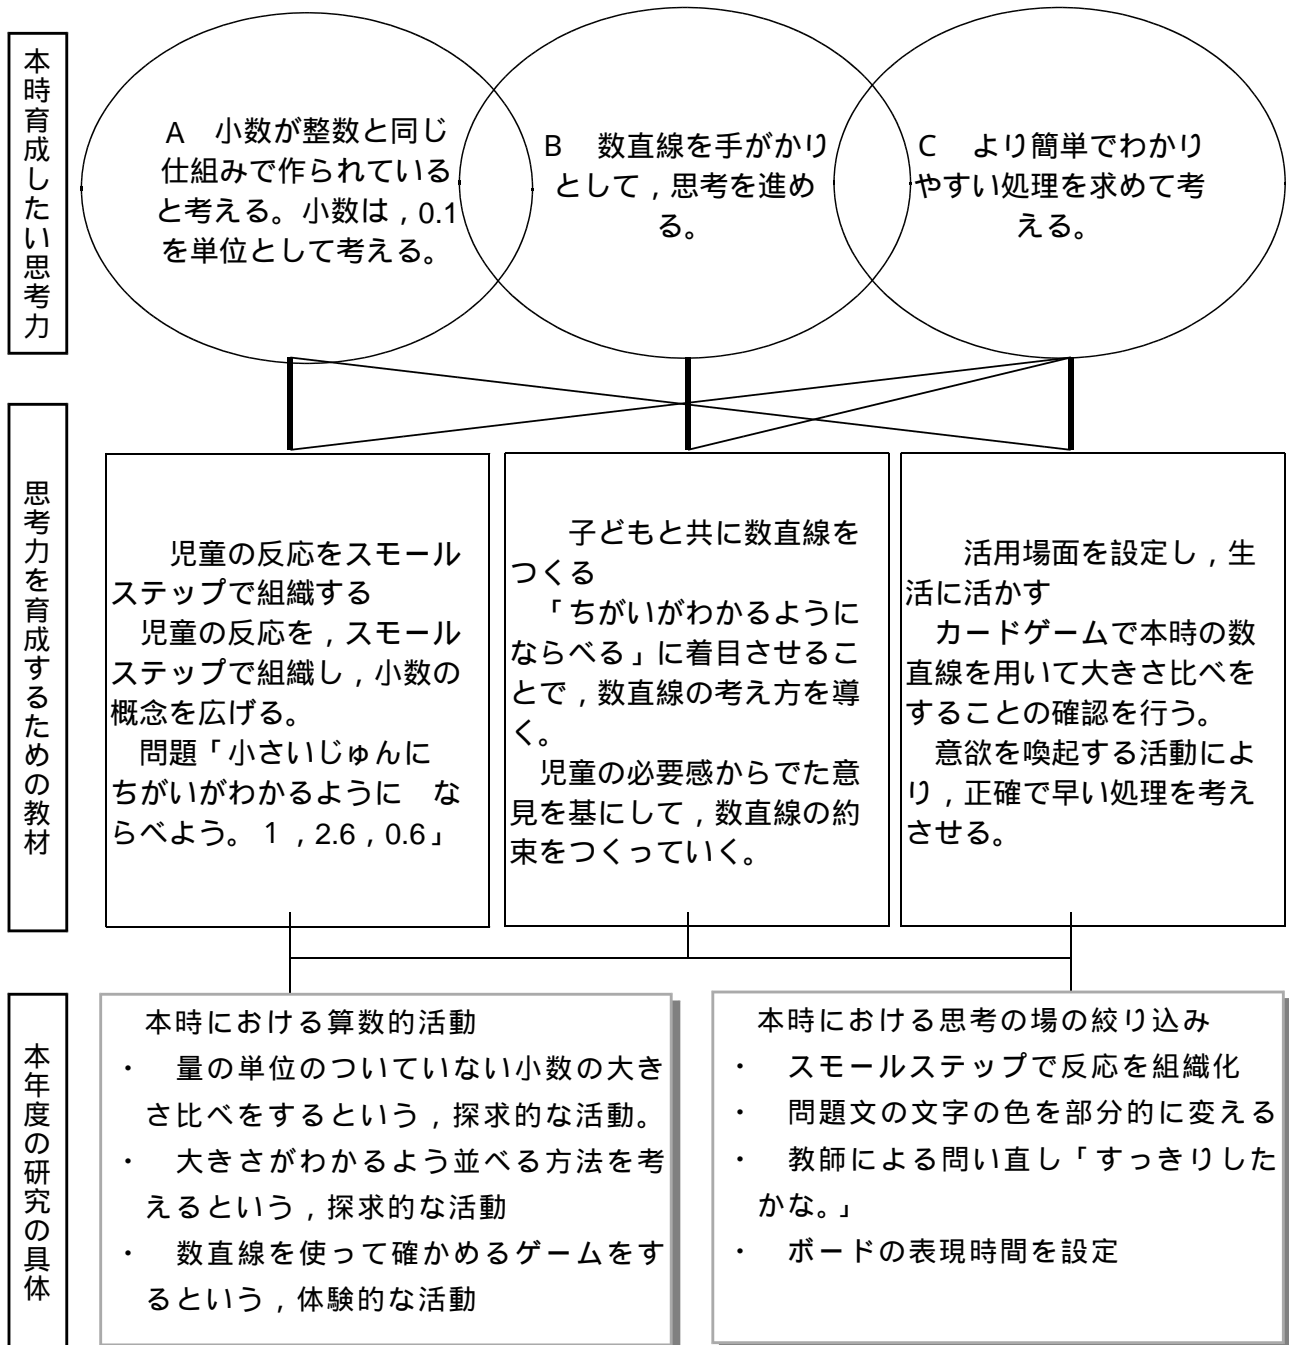 本時育成したい思考力
A　小数が整数と同じ
仕組みで作られている
と考える。小数は，0.1
を単位として考える。
B　数直線を手がかり
として，思考を進め
る。
C　より簡単でわかり
やすい処理を求めて考
える。
思考力を育成するための教材
児童の反応をスモール
ステップで組織する
児童の反応を，スモール
ステップで組織し，小数の
概念を広げる。
問題「小さいじゅんに
ちがいがわかるように　な
らべよう。１，2.6，0.6」
子どもと共に数直線を
つくる
「ちがいがわかるように
ならべる」に着目させるこ
とで，数直線の考え方を導
く。
児童の必要感からでた意
見を基にして，数直線の約
束をつくっていく。
活用場面を設定し，生
活に活かす
カードゲームで本時の数
直線を用いて大きさ比べを
することの確認を行う。
意欲を喚起する活動によ
り，正確で早い処理を考え
させる。
本年度の研究の具体
本時における算数的活動
・　量の単位のついていない小数の大き
さ比べをするという，探求的な活動。
・　大きさがわかるよう並べる方法を考
えるという，探求的な活動
・　数直線を使って確かめるゲームをす
るという，体験的な活動
本時における思考の場の絞り込み
・　スモールステップで反応を組織化
・　問題文の文字の色を部分的に変える
・　教師による問い直し「すっきりした
かな。」
・　ボードの表現時間を設定